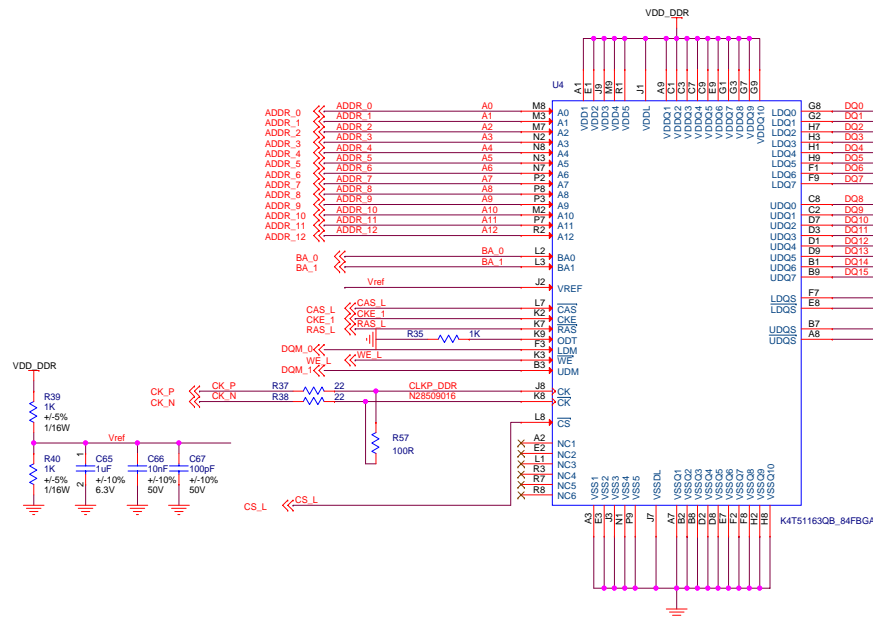 VDD_DDR
U4
A1 E1 J9 M9 R1 J1 A9 C1 C3 C7 C9 E9 G1 G3 G7 G9
VDD1 VDD2 VDD3 VDD4 VDD5 VDDL VDDQ1 VDDQ2 VDDQ3 VDDQ4 VDDQ5 VDDQ6 VDDQ7 VDDQ8 VDDQ9 VDDQ10
ADDR_0 ADDR_0 A0 M8 A0
ADDR_1 ADDR_1 A1 M3 A1
ADDR_2 ADDR_2 A2 M7 A2
ADDR_3 ADDR_3 A3 N2 A3
ADDR_4 ADDR_4 A4 N8 A4
ADDR_5 ADDR_5 A5 N3 A5
ADDR_6 ADDR_6 A6 N7 A6
ADDR_7 ADDR_7 A7 P2 A7
ADDR_8 ADDR_8 A8 P8 A8
ADDR_9 ADDR_9 A9 P3 A9
ADDR_10 ADDR_10 A10 M2 A10
ADDR_11 ADDR_11 A11 P7 A11
ADDR_12 ADDR_12 A12 R2 A12
BA_0 BA_0 BA_0 L2 BA0
BA_1 BA_1 L3 BA1
Vref J2 VREF
CAS_L CAS_L L7 CAS
CKE_1 CKE_1 K2 CKE
RAS_L RAS_L K7 RAS
R35 1K K9 ODT
DQM_0 F3 LDM
WE_L WE_L K3 WE
DQM_1 B3 UDM
CK_P CK_P R37 22 CLKP_DDR J8 CK
CK_N CK_N R38 22 N28509016 K8 CK
R57
100R
L8 CS
CS_L CS_L
A2 NC1
E2 NC2
L1 NC3
R3 NC4
R7 NC5
R8 NC6
LDQ0 G8 DQ0
LDQ1 G2 DQ1
LDQ2 H7 DQ2
LDQ3 H3 DQ3
LDQ4 H1 DQ4
LDQ5 H9 DQ5
LDQ6 F1 DQ6
LDQ7 F9 DQ7
UDQ0 C8 DQ8
UDQ1 C2 DQ9
UDQ2 D7 DQ10
UDQ3 D3 DQ11
UDQ4 D1 DQ12
UDQ5 D9 DQ13
UDQ6 B1 DQ14
UDQ7 B9 DQ15
LDQS F7
LDQS E8
UDQS B7
UDQS A8
VSS1 VSS2 VSS3 VSS4 VSS5 VSSDL VSSQ1 VSSQ2 VSSQ3 VSSQ4 VSSQ5 VSSQ6 VSSQ7 VSSQ8 VSSQ9 VSSQ10
A3 E3 J3 N1 P9 J7 A7 B2 B8 D2 D8 E7 F2 F8 H2 H8
K4T51163QB_84FBGA
VDD_DDR
R39
1K
+/-5%
1/16W
Vref
R40
1K
+/-5%
1/16W
1
C65
1uF
+/-10%
2
6.3V
C66
10nF
+/-10%
50V
C67
100pF
+/-10%
50V